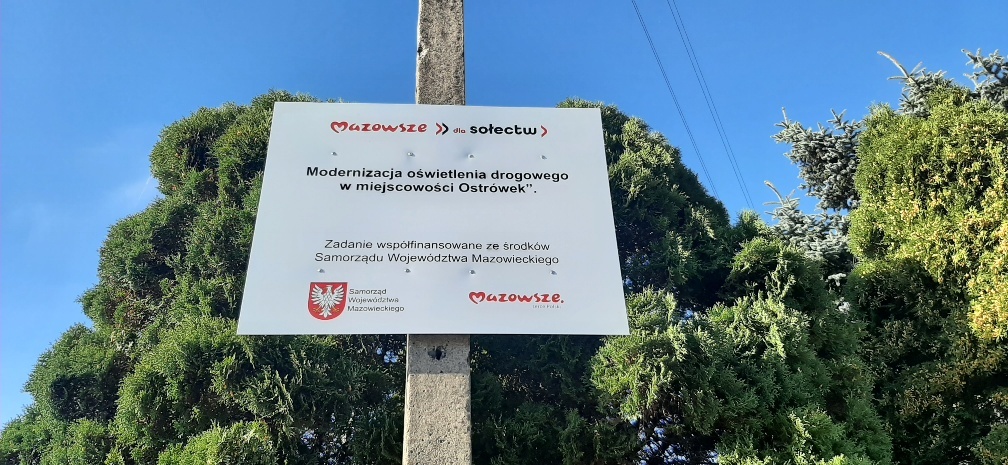 mazowsze dla sołectw
Modernizacja oświetlenia drogowego
w miejscowości Ostrówek".
Zadanie współfinansowane ze środków
Samorządu Województwa Mazowieckiego
Samorząd
Województwa
Mazowieckiego
mazowsze.